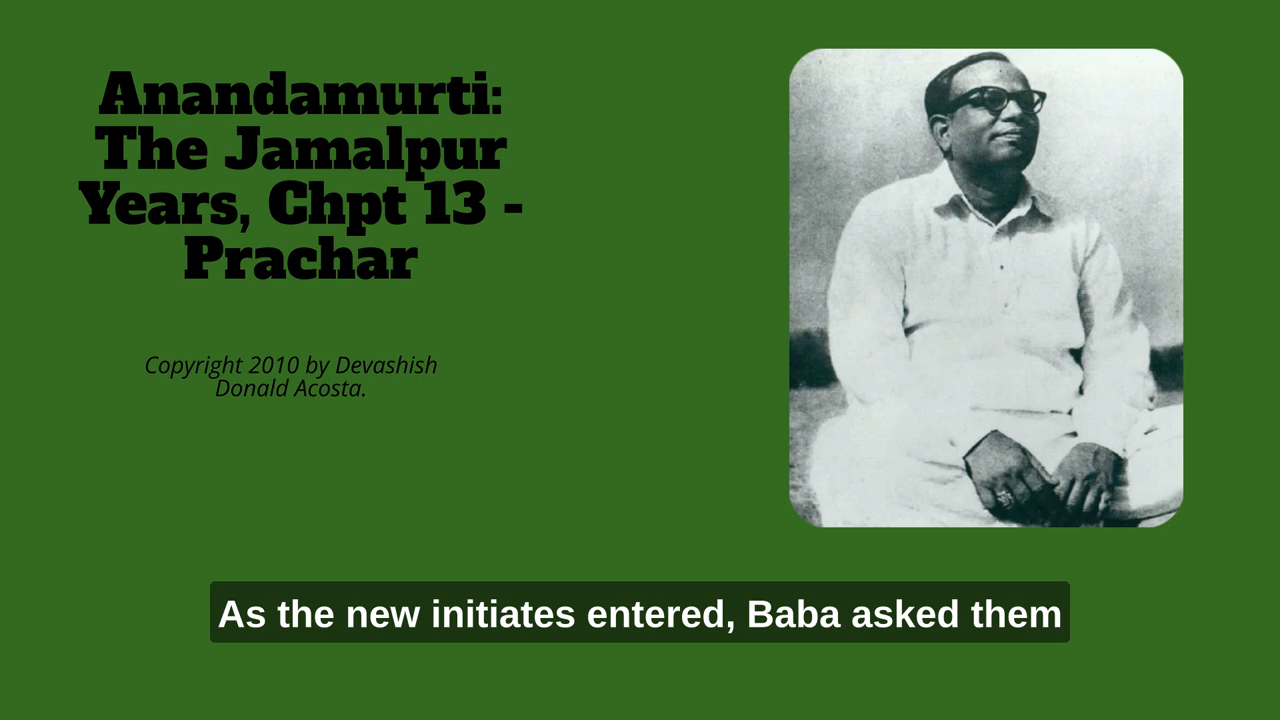 Anandamurti:
The Jamalpur
Years, Chpt 13 -
Prachar
Copyright 2010 by Devashish
Donald Acosta.
As the new initiates entered, Baba asked them